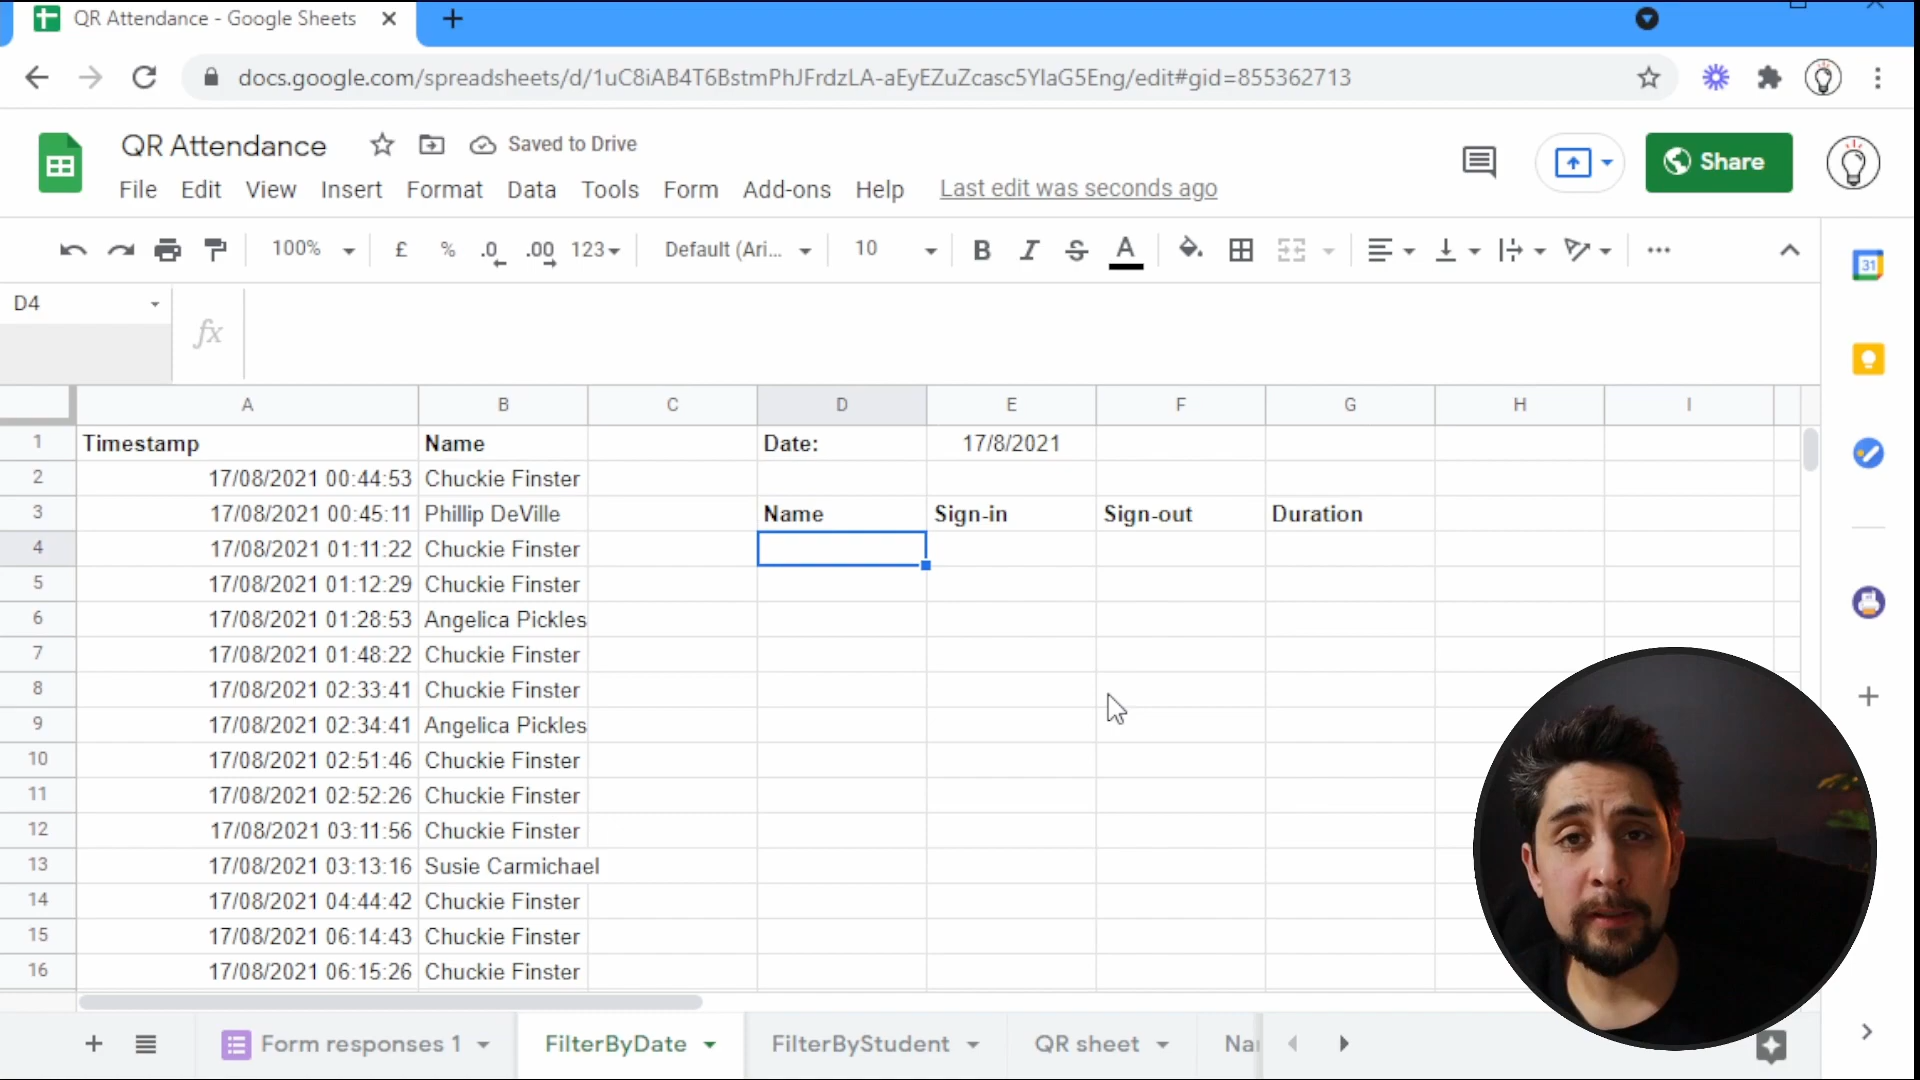 QR Attendance - Google Sheets
docs.google.com/spreadsheets/d/1uC8iAB4T6BstmPhJFrdzLA-aEyEZuZcasc5YlaG5Eng/edit#gid=855362713
QR Attendance
Saved to Drive
Share
File Edit View Insert Format Data Tools Form Add-ons Help Last edit was seconds ago
100% £ % .0 .00 123 Default (Ari... 10 B I S A
31
D4
fx
A B C D E F G H I
1 Timestamp Name Date: 17/8/2021
2 17/08/2021 00:44:53 Chuckie Finster
3 17/08/2021 00:45:11 Phillip DeVille Name Sign-in Sign-out Duration
4 17/08/2021 01:11:22 Chuckie Finster
5 17/08/2021 01:12:29 Chuckie Finster
6 17/08/2021 01:28:53 Angelica Pickles
7 17/08/2021 01:48:22 Chuckie Finster
8 17/08/2021 02:33:41 Chuckie Finster
9 17/08/2021 02:34:41 Angelica Pickles
10 17/08/2021 02:51:46 Chuckie Finster
11 17/08/2021 02:52:26 Chuckie Finster
12 17/08/2021 03:11:56 Chuckie Finster
13 17/08/2021 03:13:16 Susie Carmichael
14 17/08/2021 04:44:42 Chuckie Finster
15 17/08/2021 06:14:43 Chuckie Finster
16 17/08/2021 06:15:26 Chuckie Finster
Form responses 1 FilterByDate FilterByStudent QR sheet